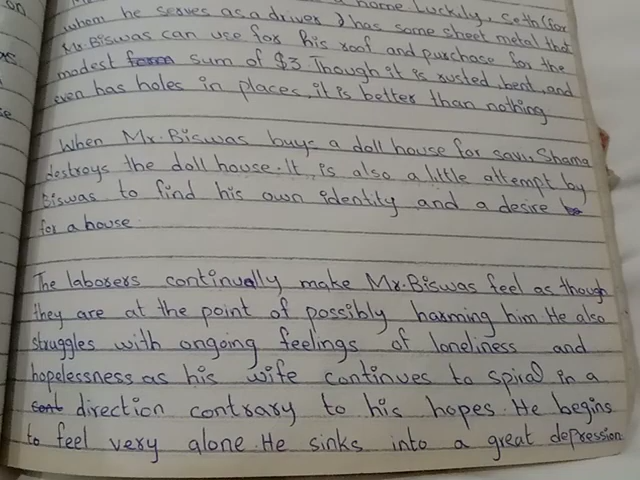 on
a home Luckily, Seth (for
whom he serves as a driver) has some sheet metal that
Mr.Biswas can use for his roof and purchase for the
modest sum of $3. Though it is rusted, bent, and
even has holes in places, it is better than nothing
When Mr.Biswas buys a doll house for savi, Shama
destroys the doll house. It is also a little attempt by
Biswas to find his own identity and a desire
for a house.
The laborers continually make Mr.Biswas feel as though
they are at the point of possibly harming him. He also
struggles with ongoing feelings of loneliness and
hopelessness as his wife continues to spiral in a
direction contrary to his hopes. He begins
to feel very alone. He sinks into a great depression